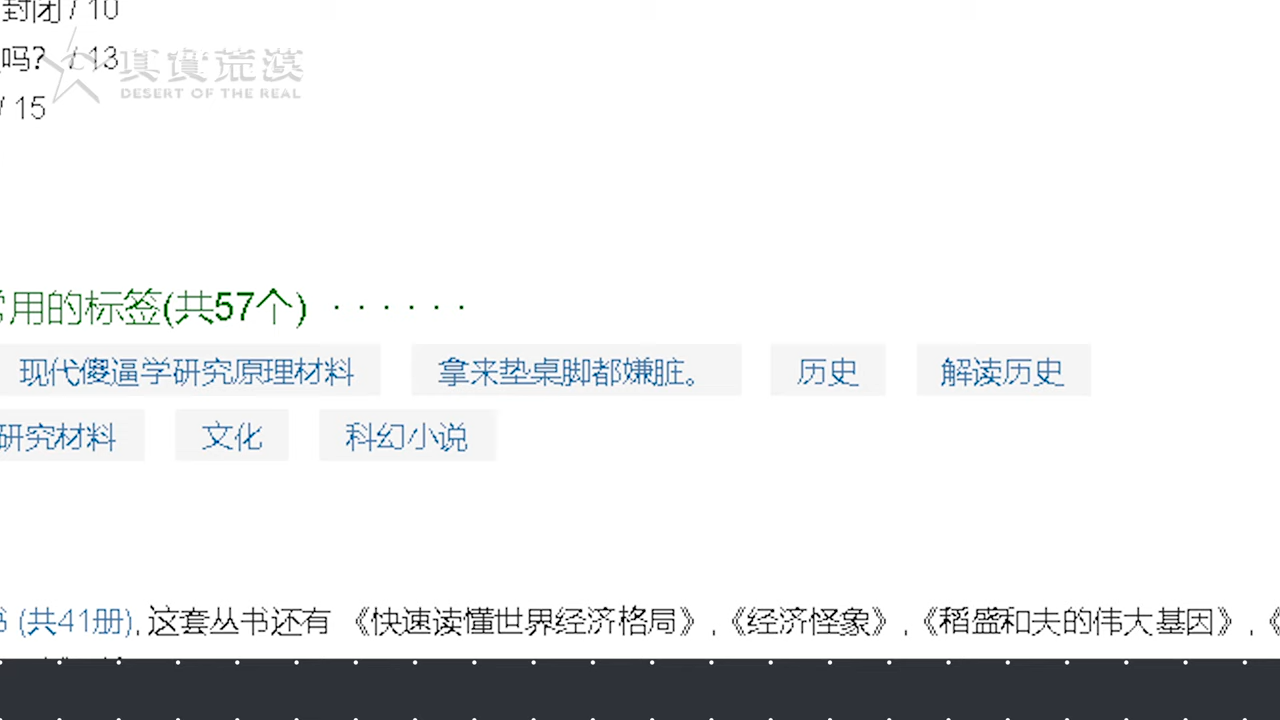 封闭 / 10
吗? / 13
真實荒漠
DESERT OF THE REAL
/ 15
常用的标签(共57个) · · · · · ·
现代傻逼学研究原理材料 拿来垫桌脚都嫌脏。 历史 解读历史
研究材料 文化 科幻小说
书 (共41册), 这套丛书还有 《快速读懂世界经济格局》,《经济怪象》,《稻盛和夫的伟大基因》,《